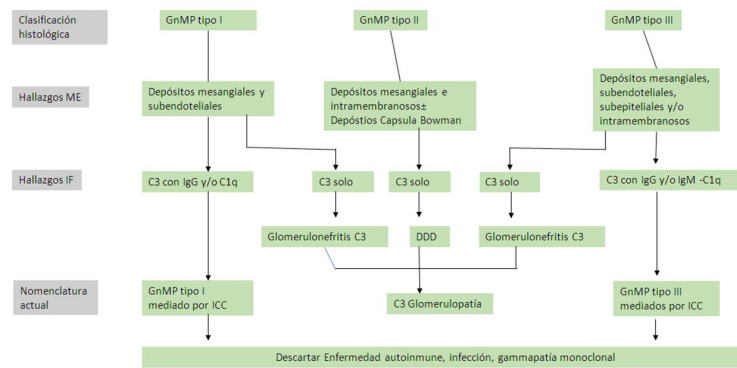 Clasificación
histológica
GnMP tipo I
GnMP tipo II
GnMP tipo III
Hallazgos ME
Depósitos mesangiales y
subendoteliales
Depósitos mesangiales e
intramembranosos±
Depóstios Capsula Bowman
Depósitos mesangiales,
subendoteliales,
subepiteliales y/o
intramembranosos
Hallazgos IF
C3 con IgG y/o C1q
C3 solo
C3 solo
C3 solo
C3 con IgG y/o IgM -C1q
Glomerulonefritis C3
DDD
Glomerulonefritis C3
Nomenclatura
actual
GnMP tipo I
mediado por ICC
C3 Glomerulopatía
GnMP tipo III
mediados por ICC
Descartar Enfermedad autoinmune, infección, gammapatía monoclonal